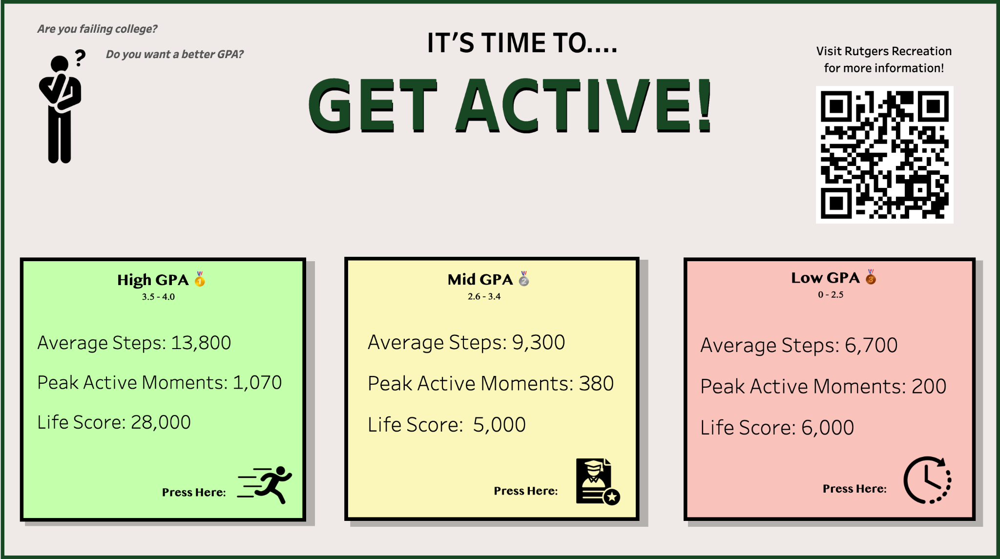 Are you failing college?
Do you want a better GPA?
?
IT’S TIME TO....
GET ACTIVE!
Visit Rutgers Recreation
for more information!
High GPA 🥇
3.5 - 4.0
Average Steps: 13,800
Peak Active Moments: 1,070
Life Score: 28,000
Press Here:
Mid GPA 🥈
2.6 - 3.4
Average Steps: 9,300
Peak Active Moments: 380
Life Score:  5,000
Press Here:
Low GPA 🥉
0 - 2.5
Average Steps: 6,700
Peak Active Moments: 200
Life Score: 6,000
Press Here: